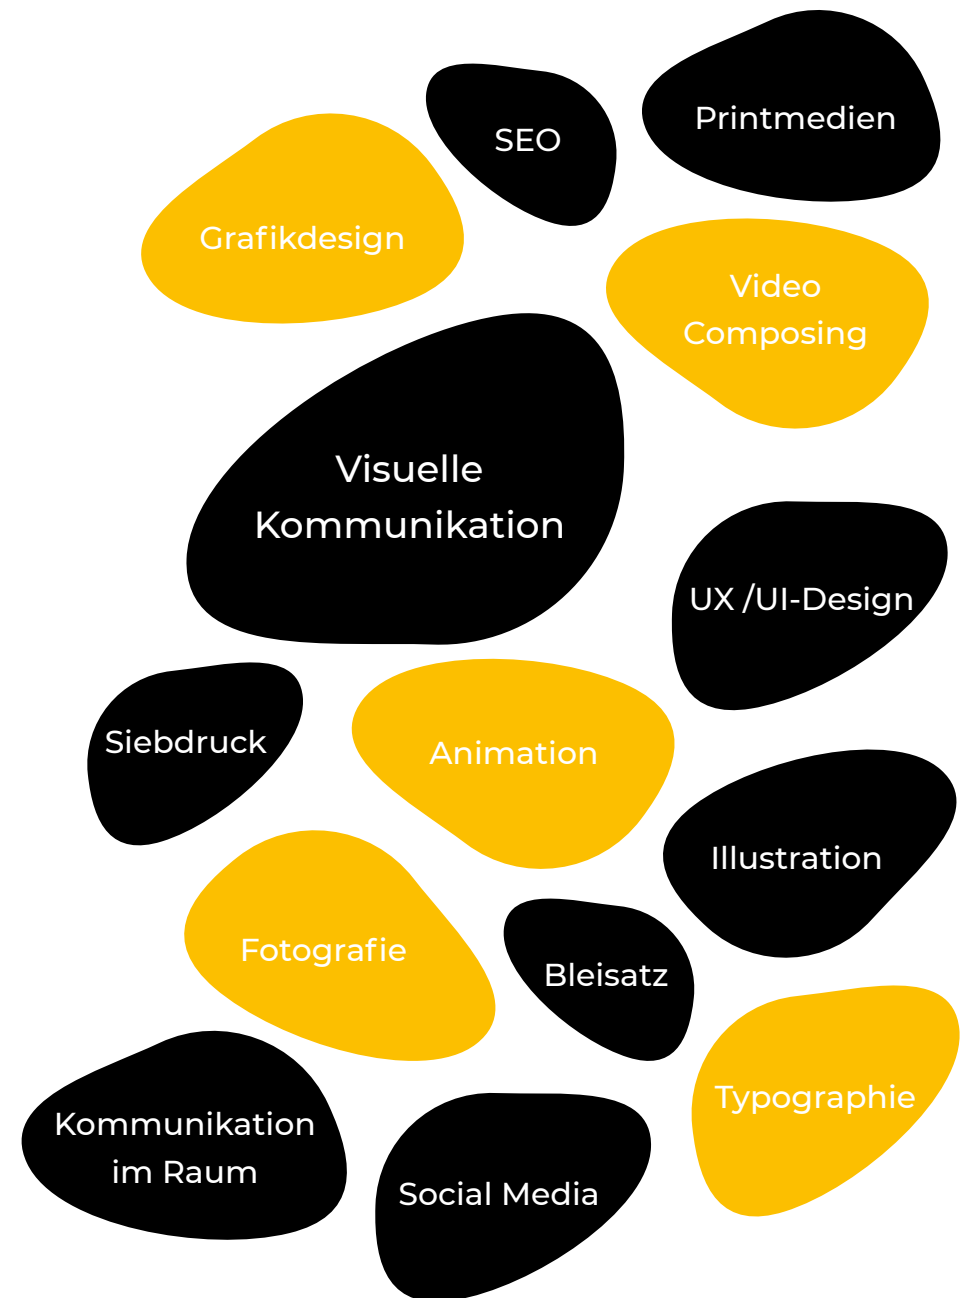 Printmedien
SEO
Grafikdesign
Video
Composing
Visuelle
Kommunikation
UX /UI-Design
Siebdruck
Animation
Illustration
Fotografie
Bleisatz
Typographie
Kommunikation
im Raum
Social Media